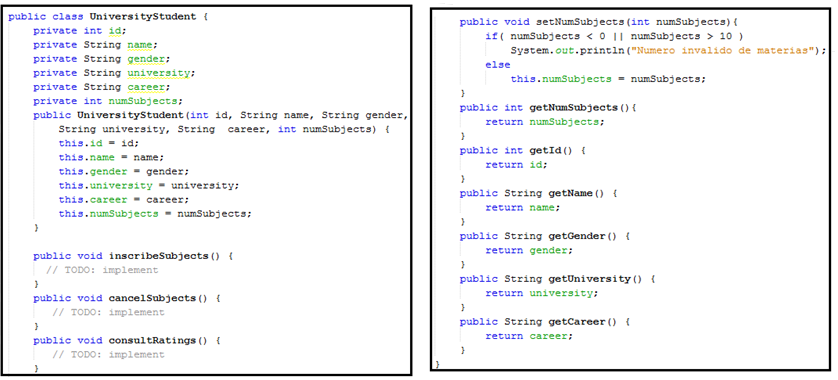 public class UniversityStudent {
private int id;
private String name;
private String gender;
private String university;
private String career;
private int numSubjects;
public UniversityStudent(int id, String name, String gender,
String university, String career, int numSubjects) {
this.id = id;
this.name = name;
this.gender = gender;
this.university = university;
this.career = career;
this.numSubjects = numSubjects;
}
public void inscribeSubjects() {
// TODO: implement
}
public void cancelSubjects() {
// TODO: implement
}
public void consultRatings() {
// TODO: implement
}
public void setNumSubjects(int numSubjects){
if( numSubjects < 0 || numSubjects > 10 )
System.out.println("Numero invalido de materias");
else
this.numSubjects = numSubjects;
}
public int getNumSubjects(){
return numSubjects;
}
public int getId() {
return id;
}
public String getName() {
return name;
}
public String getGender() {
return gender;
}
public String getUniversity() {
return university;
}
public String getCareer() {
return career;
}
}